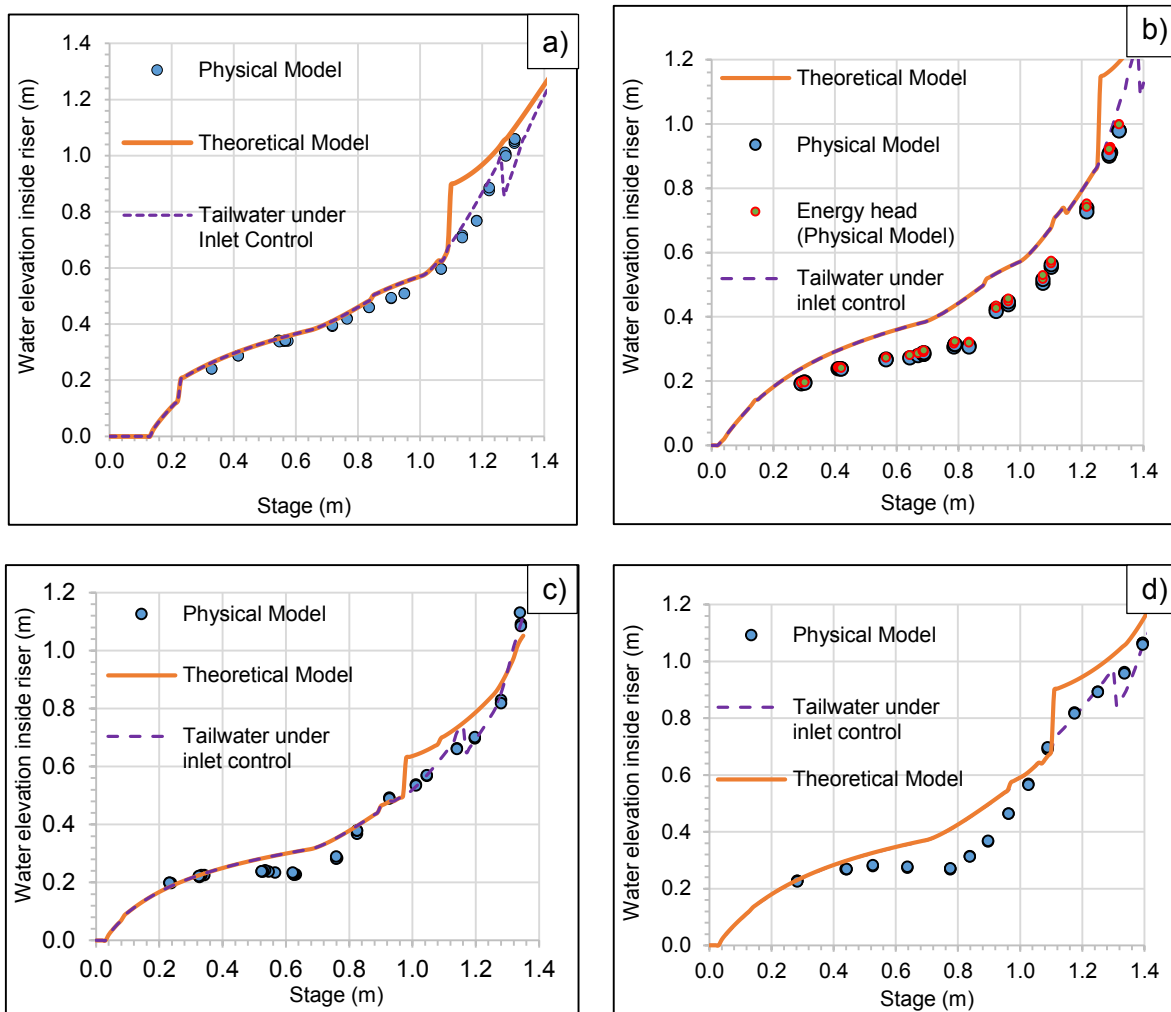 a)
Water elevation inside riser (m)
1.4
1.2
1.0
0.8
0.6
0.4
0.2
0.0
Physical Model
Theoretical Model
Tailwater under
Inlet Control
0.0 0.2 0.4 0.6 0.8 1.0 1.2 1.4
Stage (m)
b)
Water elevation inside riser (m)
1.2
1.0
0.8
0.6
0.4
0.2
0.0
Theoretical Model
Physical Model
Energy head
(Physical Model)
Tailwater under
inlet control
0.0 0.2 0.4 0.6 0.8 1.0 1.2 1.4
Stage (m)
c)
Water elevation inside riser (m)
1.2
1.0
0.8
0.6
0.4
0.2
0.0
Physical Model
Theoretical Model
Tailwater under
inlet control
0.0 0.2 0.4 0.6 0.8 1.0 1.2 1.4
Stage (m)
d)
Water elevation inside riser (m)
1.2
1.0
0.8
0.6
0.4
0.2
0.0
Physical Model
Tailwater under
inlet control
Theoretical Model
0.0 0.2 0.4 0.6 0.8 1.0 1.2 1.4
Stage (m)